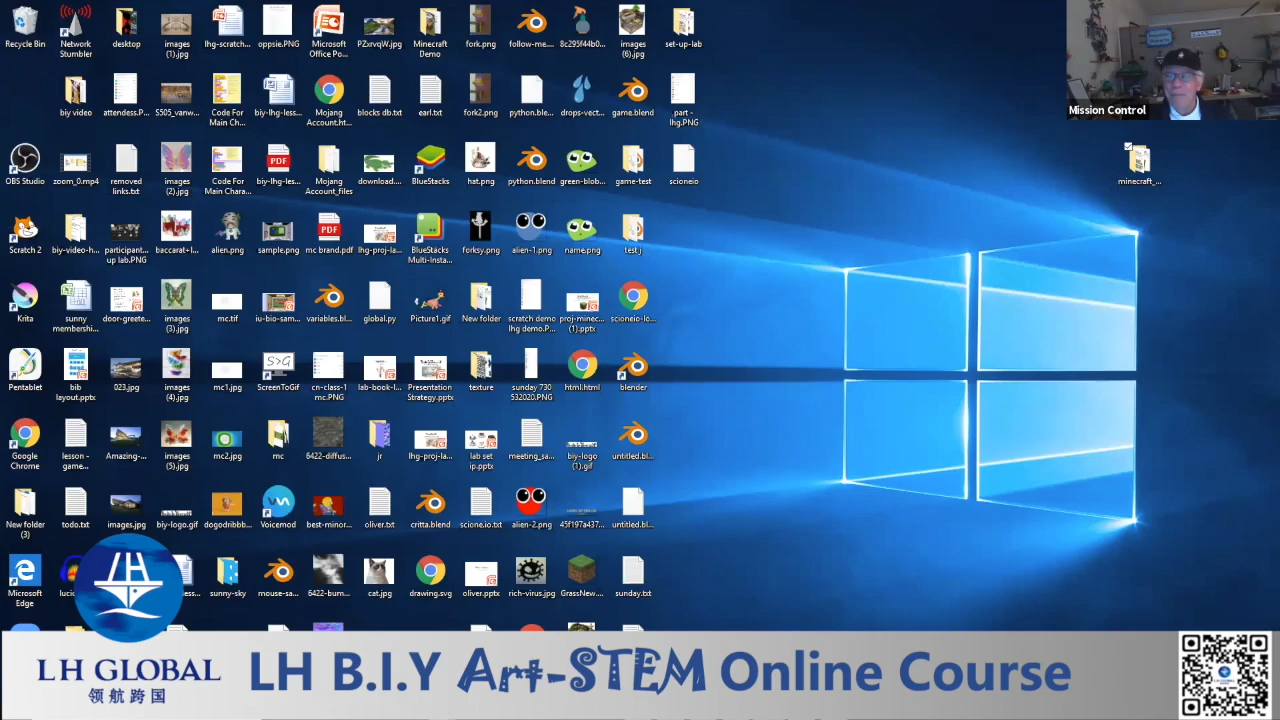 Recycle Bin
Network
Stumbler
desktop
images
(1).jpg
lhg-scratch...
oppsie.PNG
Microsoft
Office Po...
PZxrvqW.jpg
Minecraft
Demo
fork.png
follow-me...
8c295f44b0...
images
(6).jpg
set-up-lab
Mission Control
biy video
attendess.P...
S505_vanw...
Code For
Main Ch...
biy-lhg-less...
Mojang
Account.ht...
blocks db.txt
earl.txt
fork2.png
python.ble...
drops-vect...
game.blend
part -
lhg.PNG
OBS Studio
zoom_0.mp4
removed
links.txt
images
(2).jpg
Code For
Main Chara...
biy-lhg-les...
Mojang
Account_files
download....
BlueStacks
hat.png
python.blend
green-blob...
game-test
scioneio
minecraft_...
Scratch 2
biy-video-h...
participant...
up lab.PNG
baccarat+l...
alien.png
sample.png
mc brand.pdf
lhg-proj-la...
BlueStacks
Multi-Insta...
forksy.png
alien-1.png
name.png
test j
Krita
sunny
membershi...
door-greete...
images
(3).jpg
mc.tif
iu-bio-sam...
variables.bl...
global.py
Picture1.gif
New folder
scratch demo
lhg demo.P...
proj-minec...
(1).pptx
scioneio-lo...
Pentablet
bib
layout.pptx
023.jpg
images
(4).jpg
mc1.jpg
S>G
ScreenToGif
cn-class-1
mc.PNG
lab-book-l...
Presentation
Strategy.pptx
texture
sunday 730
532020.PNG
html.html
blender
Google
Chrome
lesson -
game...
Amazing-...
images
(5).jpg
mc2.jpg
mc
6422-diffus...
jr
lhg-proj-la...
lab set
ip.pptx
meeting_sa...
biy-logo
(1).gif
untitled.bl...
New folder
(3)
todo.txt
images.jpg
biy-logo.gif
dogodribbb...
Voicemod
best-minor...
oliver.txt
critta.blend
scione.io.txt
alien-2.png
45f197a437...
untitled.bl...
Microsoft
Edge
sunny-sky
mouse-sa...
6422-bum...
cat.jpg
drawing.svg
oliver.pptx
rich-virus.jpg
GrassNew....
sunday.txt
LH GLOBAL
领航跨国
LH B.I.Y Art-STEM Online Course